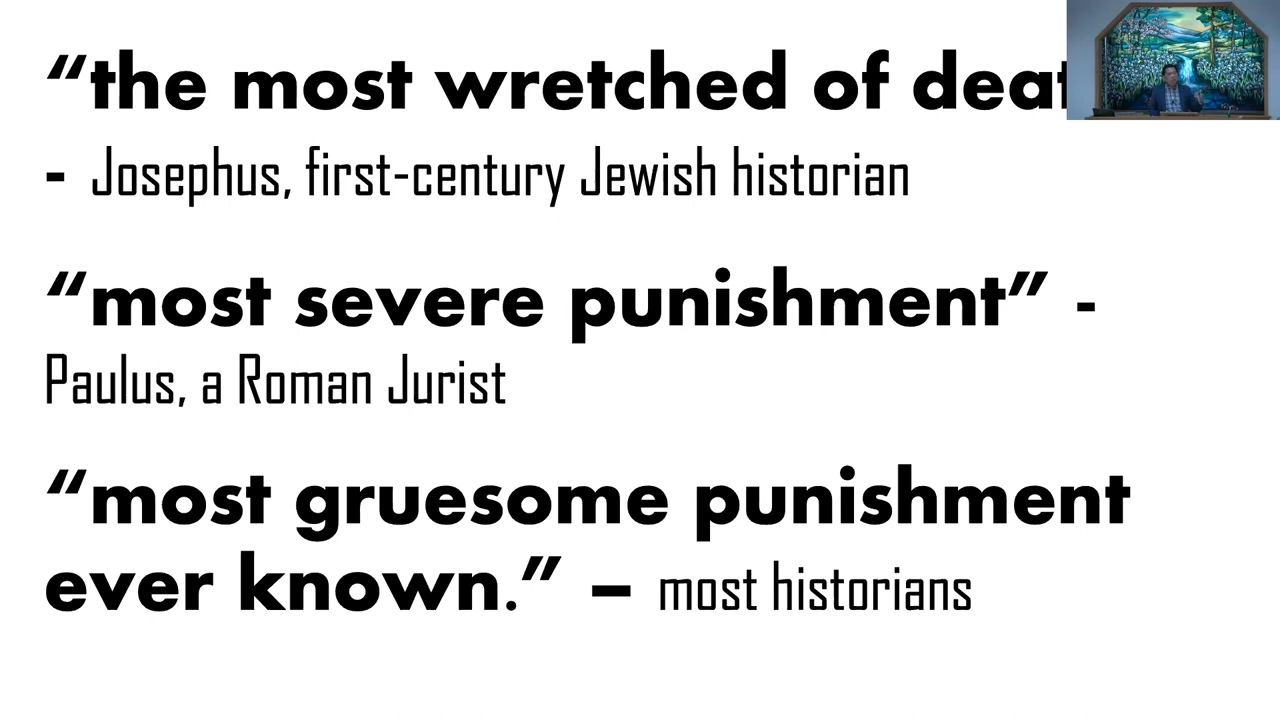 “the most wretched of
- Josephus, first-century Jewish historian
“most severe punishment” -
Paulus, a Roman Jurist
“most gruesome punishment
ever known.” – most historians